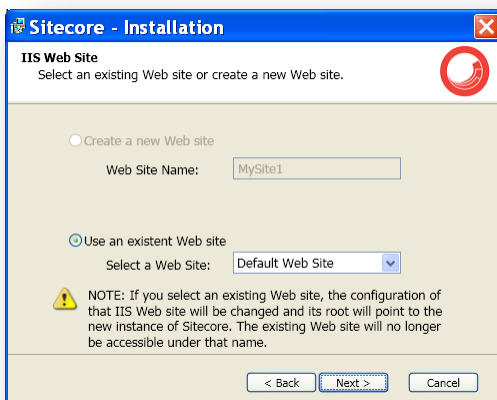 Sitecore - Installation
IIS Web Site
Select an existing Web site or create a new Web site.
Create a new Web site
Web Site Name: MySite1
Use an existent Web site
Select a Web Site: Default Web Site
NOTE: If you select an existing Web site, the configuration of
that IIS Web site will be changed and its root will point to the
new instance of Sitecore. The existing Web site will no longer
be accessible under that name.
< Back Next > Cancel